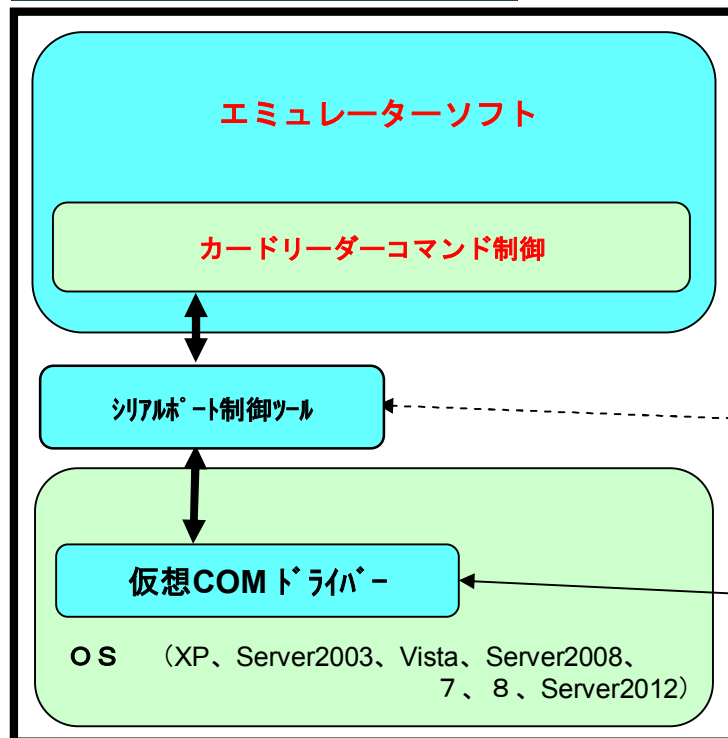 エミュレーターソフト
カードリーダーコマンド制御
ｼﾘｱﾙﾎﾟｰﾄ制御ﾂｰﾙ
仮想COMﾄﾞﾗｲﾊﾞｰ
ＯＳ （XP、Server2003、Vista、Server2008、
７、８、Server2012）